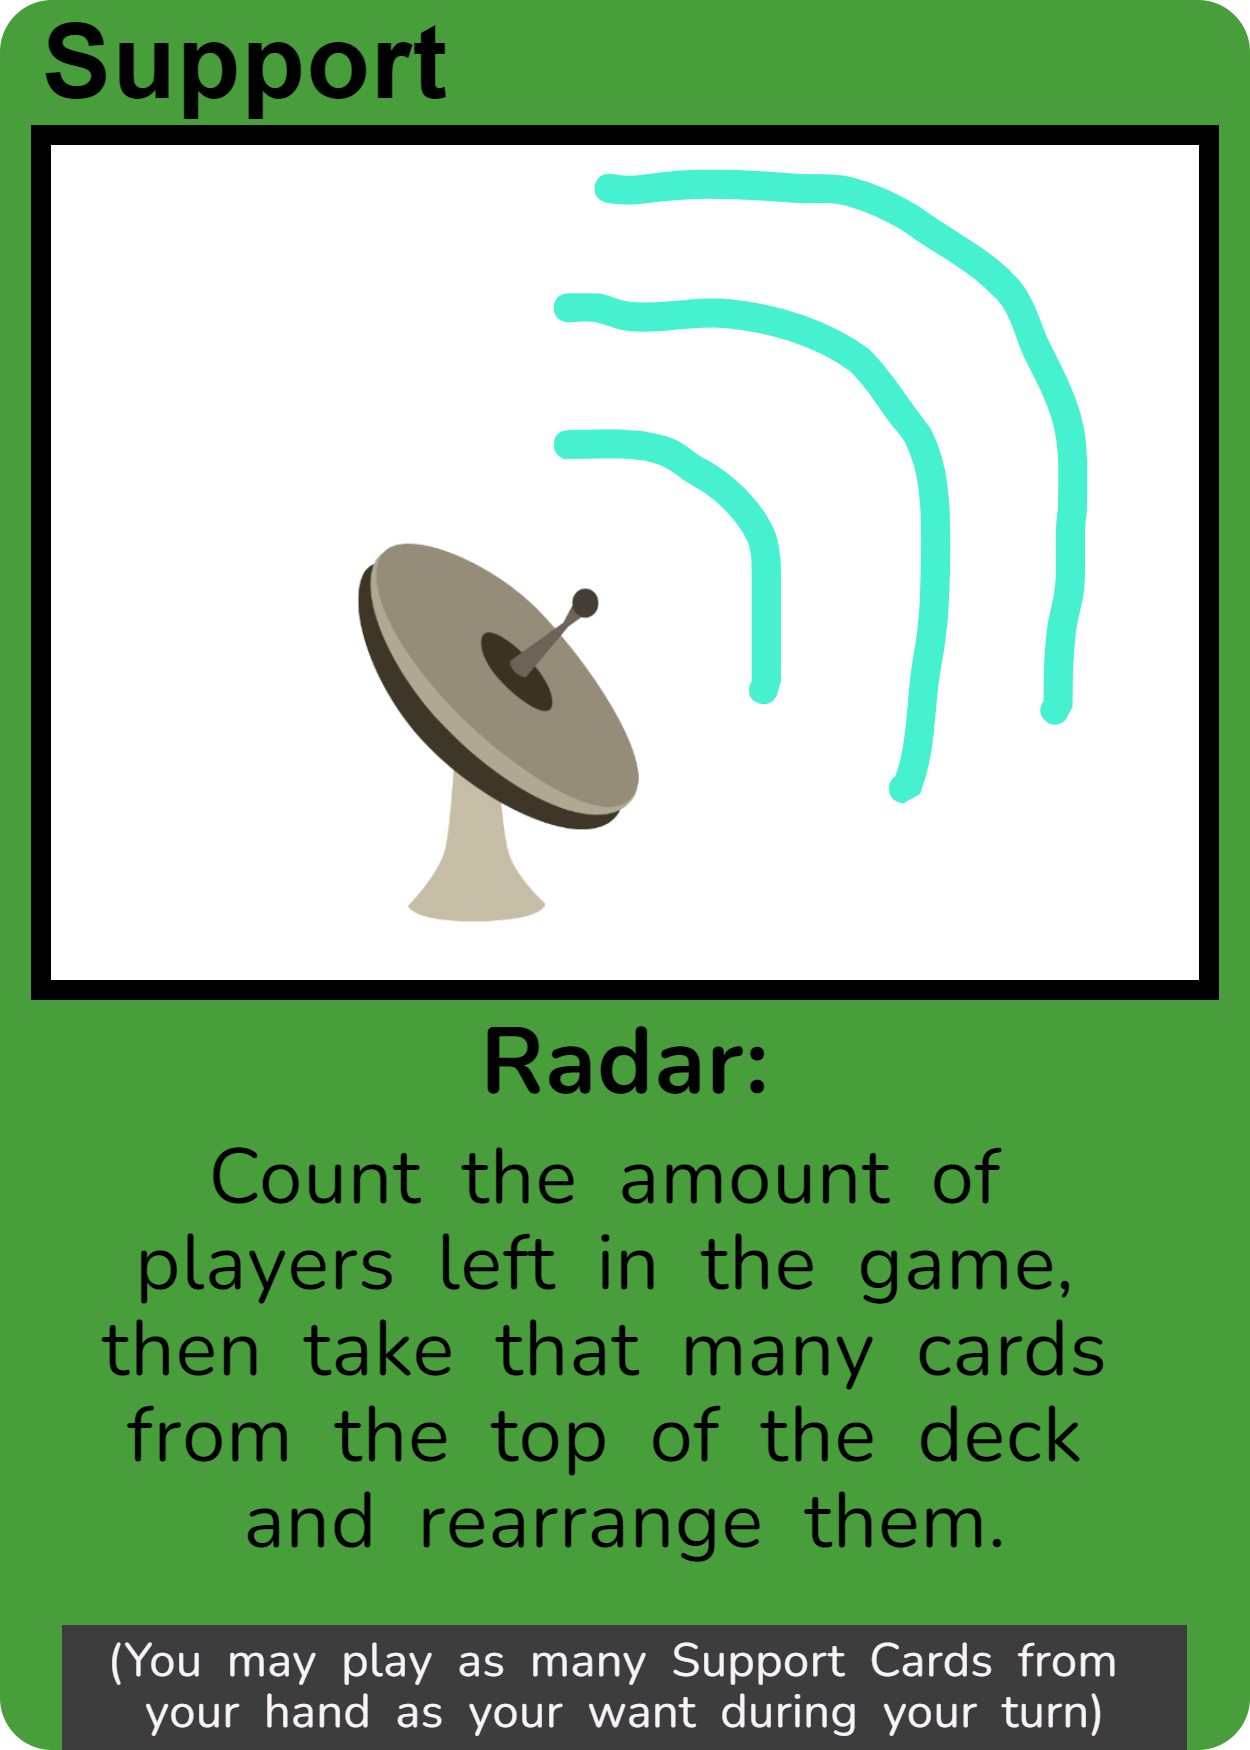 Support
Radar:
Count the amount of
players left in the game,
then take that many cards
from the top of the deck
and rearrange them.
(You may play as many Support Cards from
your hand as your want during your turn)